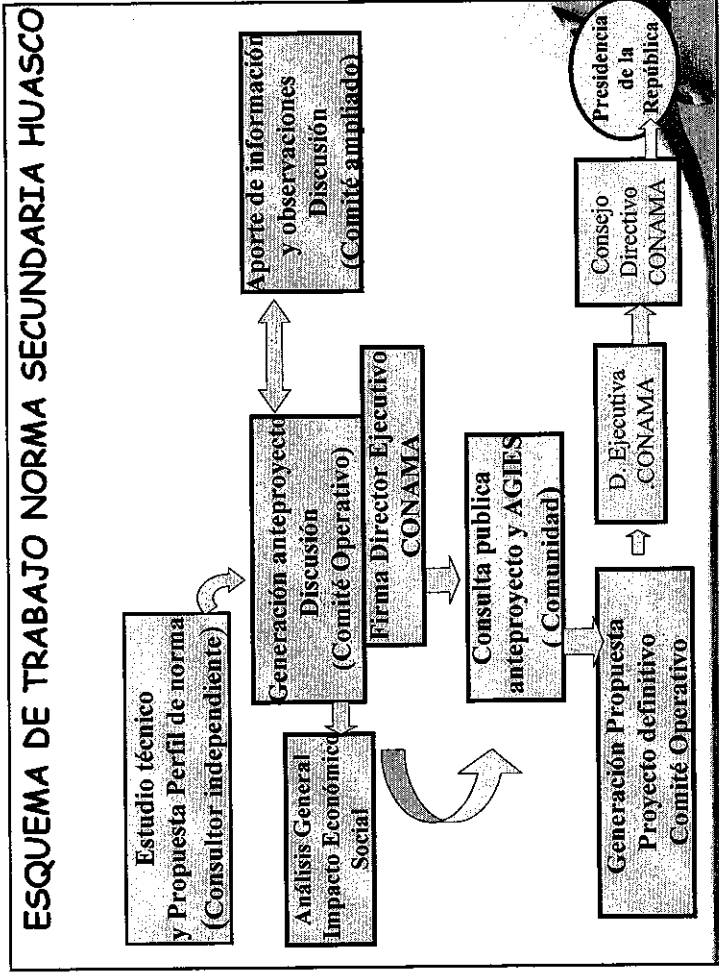 ESQUEMA DE TRABAJO NORMA SECUNDARIA HUASCO
Estudio técnico
y Propuesta Perfil de norma
(Consultor independiente)
Generación anteproyecto
Discusión
(Comité Operativo)
Firma Director Ejecutivo
CONAMA
Aporte de información
y observaciones
Discusión
(Comité ampliado)
Análisis General
Impacto Económico
Social
Consulta publica
anteproyecto y AGIES
( Comunidad)
Generación Propuesta
Proyecto definitivo
Comité Operativo
D. Ejecutiva
CONAMA
Consejo
Directivo
CONAMA
Presidencia
de la
República